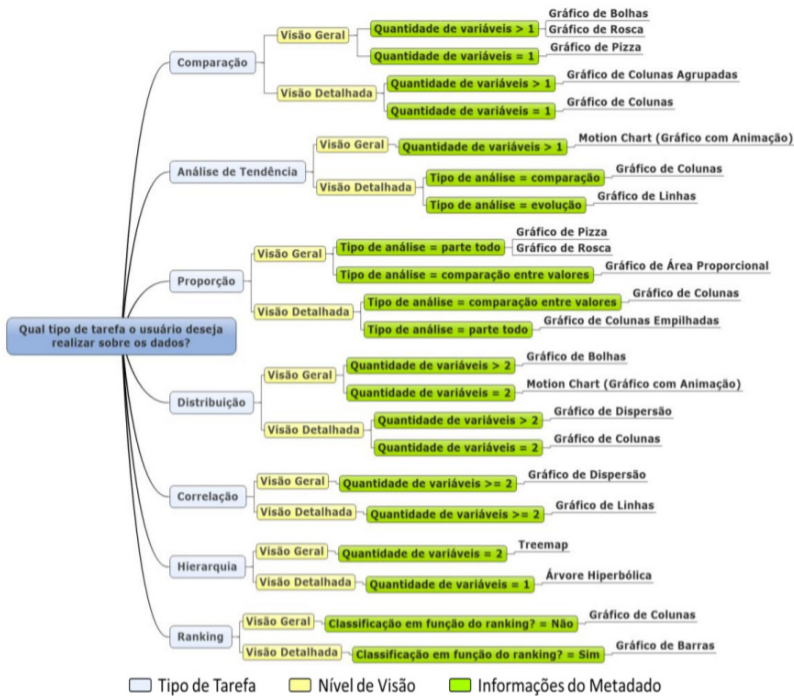 Qual tipo de tarefa o usuário deseja
realizar sobre os dados?
Comparação
Visão Geral
Quantidade de variáveis > 1
Gráfico de Bolhas
Gráfico de Rosca
Quantidade de variáveis = 1
Gráfico de Pizza
Visão Detalhada
Quantidade de variáveis > 1
Gráfico de Colunas Agrupadas
Quantidade de variáveis = 1
Gráfico de Colunas
Análise de Tendência
Visão Geral
Quantidade de variáveis > 1
Motion Chart (Gráfico com Animação)
Visão Detalhada
Tipo de análise = comparação
Gráfico de Colunas
Tipo de análise = evolução
Gráfico de Linhas
Proporção
Visão Geral
Tipo de análise = parte todo
Gráfico de Pizza
Gráfico de Rosca
Tipo de análise = comparação entre valores
Gráfico de Área Proporcional
Visão Detalhada
Tipo de análise = comparação entre valores
Gráfico de Colunas
Tipo de análise = parte todo
Gráfico de Colunas Empilhadas
Distribuição
Visão Geral
Quantidade de variáveis > 2
Gráfico de Bolhas
Quantidade de variáveis = 2
Motion Chart (Gráfico com Animação)
Visão Detalhada
Quantidade de variáveis > 2
Gráfico de Dispersão
Quantidade de variáveis = 2
Gráfico de Colunas
Correlação
Visão Geral
Quantidade de variáveis >= 2
Gráfico de Dispersão
Visão Detalhada
Quantidade de variáveis >= 2
Gráfico de Linhas
Hierarquia
Visão Geral
Quantidade de variáveis = 2
Treemap
Visão Detalhada
Quantidade de variáveis = 1
Árvore Hiperbólica
Ranking
Visão Geral
Classificação em função do ranking? = Não
Gráfico de Colunas
Visão Detalhada
Classificação em função do ranking? = Sim
Gráfico de Barras
Tipo de Tarefa
Nível de Visão
Informações do Metadado